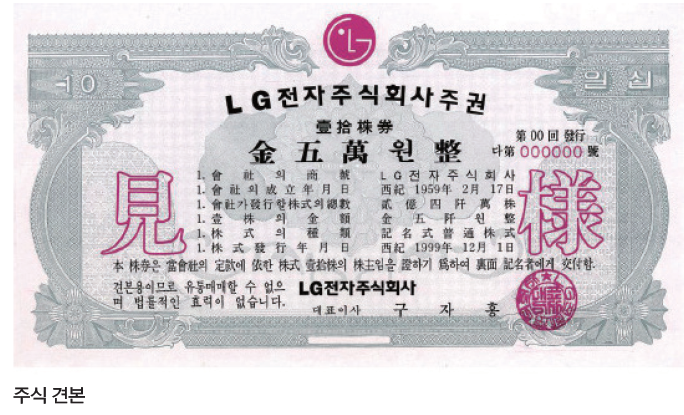 LG
10
일십
LG전자주식회사주권
壹拾株券
金五萬원整
第00回 發行
다第 000000 號
見
樣
1. 會社의 商號 LG전자주식회사
1. 會社의 成立年月日 西紀 1959年 2月 17日
1. 會社가 發行할 株式의 總數 貳億四阡萬株
1. 壹株의 金額 金五阡원整
1. 株式의 種類 記名式普通株式
1. 株式發行年月日 西紀 1999年 12月 1日
本 株券은 當會社의 定款에 依한 株式 壹拾株의 株主임을 證하기 爲하여 裏面 記名者에게 交付함.
견본용이므로 유통매매할 수 없으
며 법률적인 효력이 없습니다.
LG전자주식회사
대표이사 구자홍
주식 견본